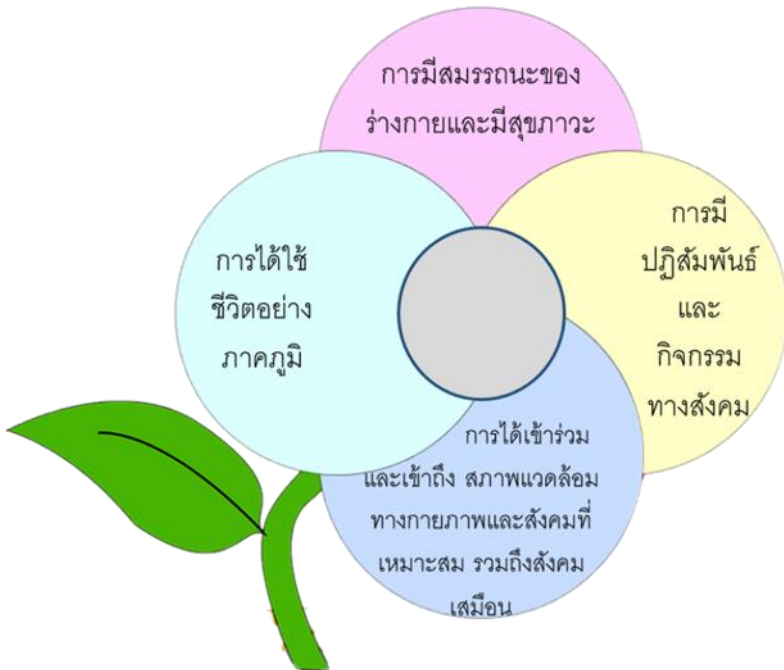 การมีสมรรถนะของ
ร่างกายและมีสุขภาวะ
การมี
ปฏิสัมพันธ์
และ
กิจกรรม
ทางสังคม
การได้เข้าร่วม
และเข้าถึง สภาพแวดล้อม
ทางกายภาพและสังคมที่
เหมาะสม รวมถึงสังคม
เสมือน
การได้ใช้
ชีวิตอย่าง
ภาคภูมิ